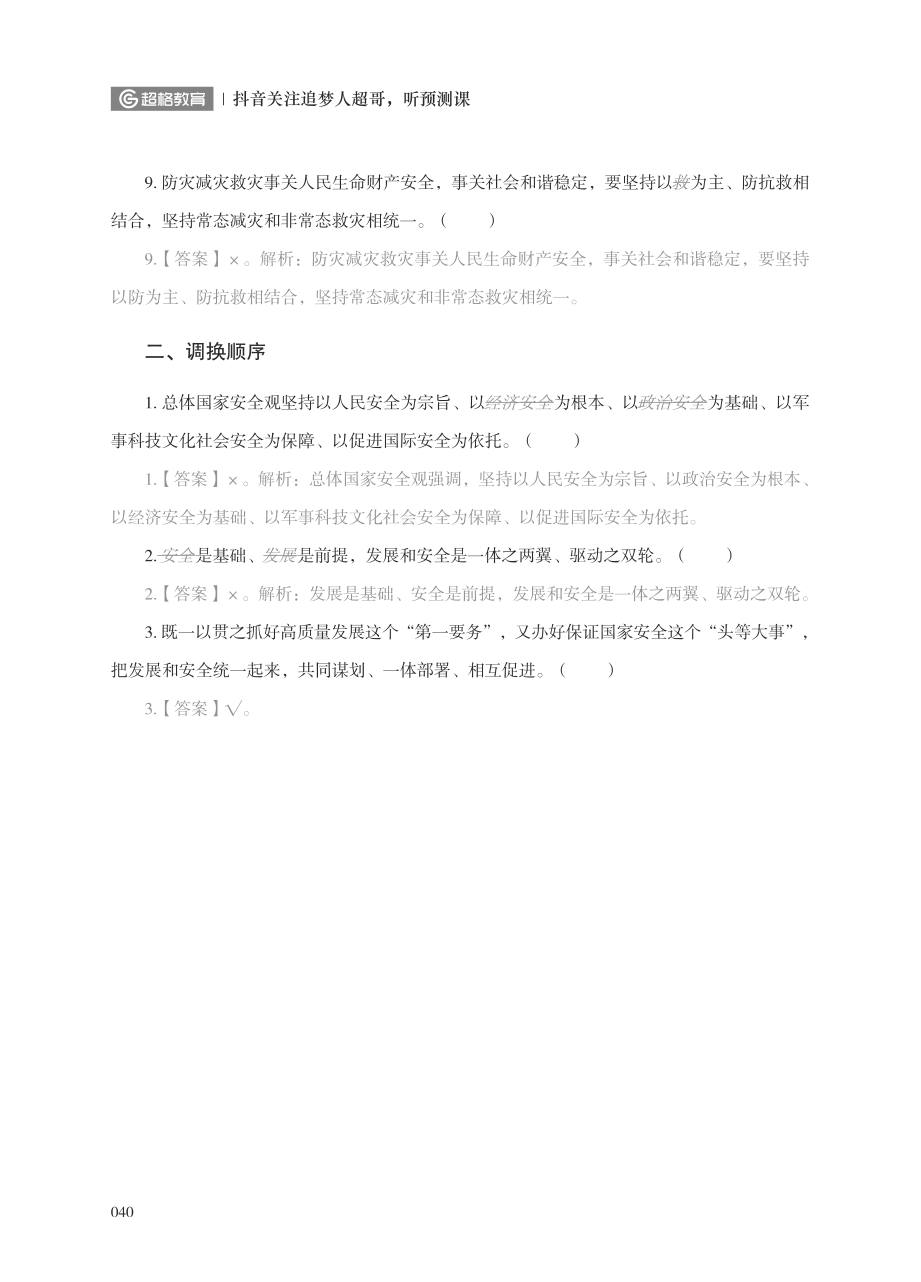 超格教育 | 抖音关注追梦人超哥，听预测课
9. 防灾减灾救灾事关人民生命财产安全，事关社会和谐稳定，要坚持以救为主、防抗救相
结合，坚持常态减灾和非常态救灾相统一。（　　）
9.【答案】×。解析：防灾减灾救灾事关人民生命财产安全，事关社会和谐稳定，要坚持
以防为主、防抗救相结合，坚持常态减灾和非常态救灾相统一。
二、调换顺序
1. 总体国家安全观坚持以人民安全为宗旨、以经济安全为根本、以政治安全为基础、以军
事科技文化社会安全为保障、以促进国际安全为依托。（　　）
1.【答案】×。解析：总体国家安全观强调，坚持以人民安全为宗旨、以政治安全为根本、
以经济安全为基础、以军事科技文化社会安全为保障、以促进国际安全为依托。
2. 安全是基础、发展是前提，发展和安全是一体之两翼、驱动之双轮。（　　）
2.【答案】×。解析：发展是基础、安全是前提，发展和安全是一体之两翼、驱动之双轮。
3. 既一以贯之抓好高质量发展这个“第一要务”，又办好保证国家安全这个“头等大事”，
把发展和安全统一起来，共同谋划、一体部署、相互促进。（　　）
3.【答案】√。
040